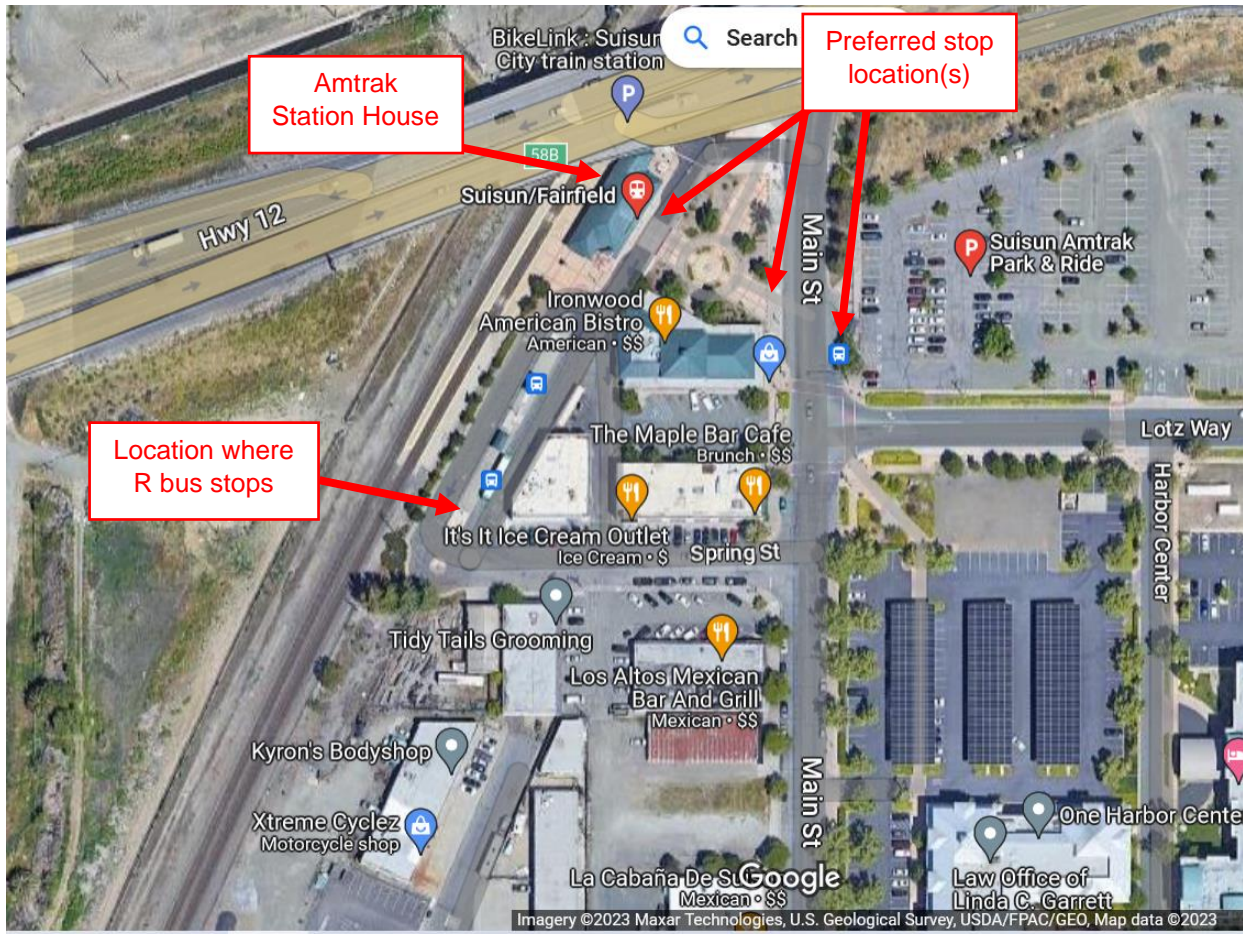 BikeLink : Suisun
City train station
Search
Preferred stop
location(s)
Amtrak
Station House
58B
Suisun/Fairfield
Hwy 12
Main St
P
P
Suisun Amtrak
Park & Ride
Ironwood
American Bistro
American • $$
Location where
R bus stops
The Maple Bar Cafe
Brunch • $$
Lotz Way
It's It Ice Cream Outlet
Ice Cream • $
Spring St
Harbor Center
Tidy Tails Grooming
Los Altos Mexican
Bar And Grill
Mexican • $$
Kyron's Bodyshop
Main St
Xtreme Cyclez
Motorcycle shop
One Harbor Center
La Cabaña De Su
Mexican • $$
Google
Law Office of
Linda C. Garrett
Imagery ©2023 Maxar Technologies, U.S. Geological Survey, USDA/FPAC/GEO, Map data ©2023